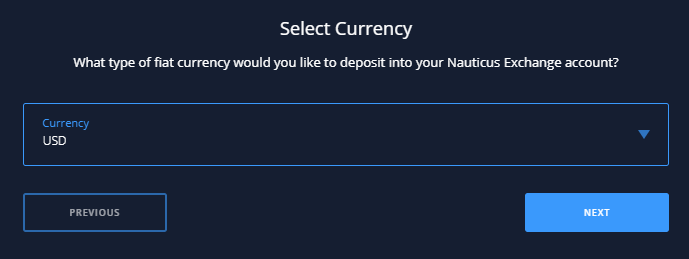 Select Currency
What type of fiat currency would you like to deposit into your Nauticus Exchange account?
Currency
USD
PREVIOUS
NEXT